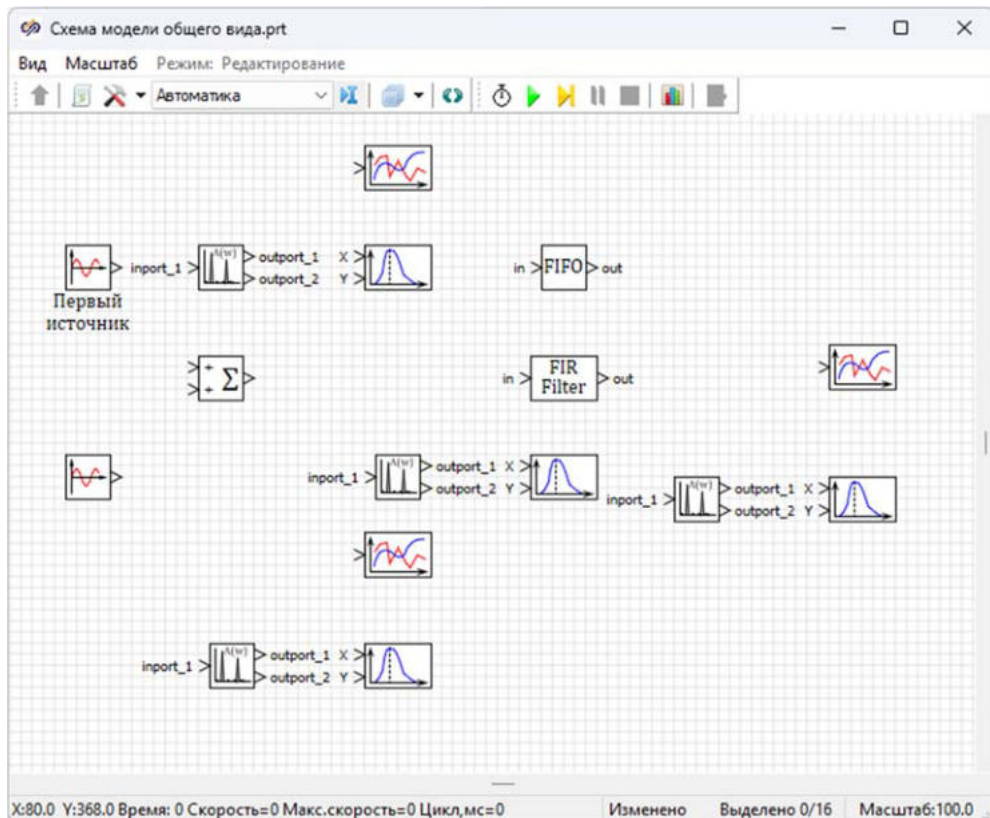 Схема модели общего вида.prt
Вид Масштаб Режим: Редактирование
Автоматика
inport_1 A(w) outport_1 X
outport_2 Y
in FIFO out
Первый
источник
+
+ Σ
in FIR Filter out
inport_1 A(w) outport_1 X
outport_2 Y
inport_1 A(w) outport_1 X
outport_2 Y
inport_1 A(w) outport_1 X
outport_2 Y
X:80.0 Y:368.0 Время: 0 Скорость=0 Макс.скорость=0 Цикл,мс=0 Изменено Выделено 0/16 Масштаб:100.0